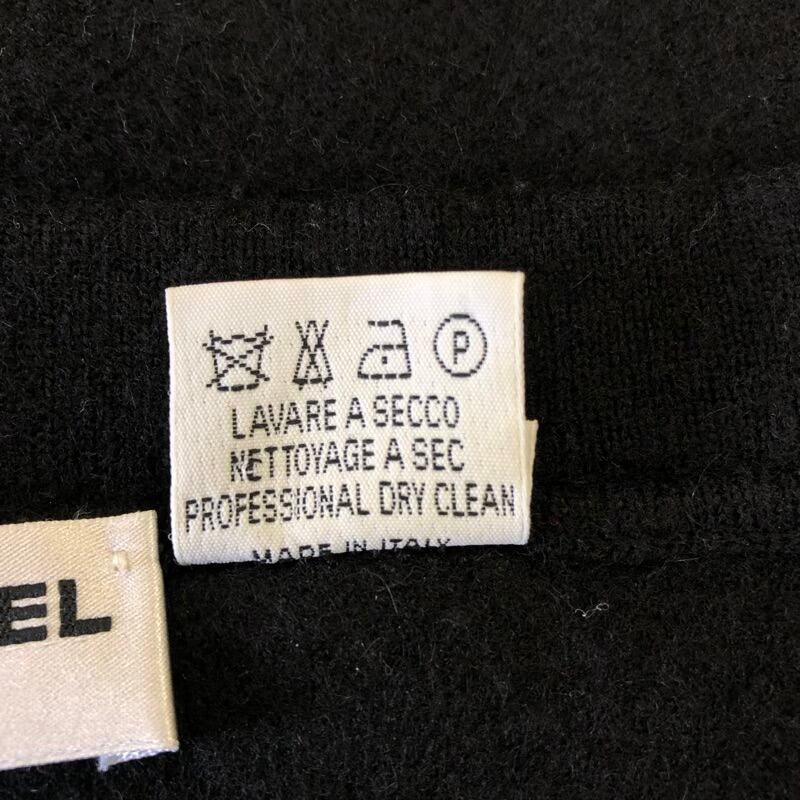 P
LAVARE A SECCO
NETTOYAGE A SEC
PROFESSIONAL DRY CLEAN
MADE IN ITALY
EL